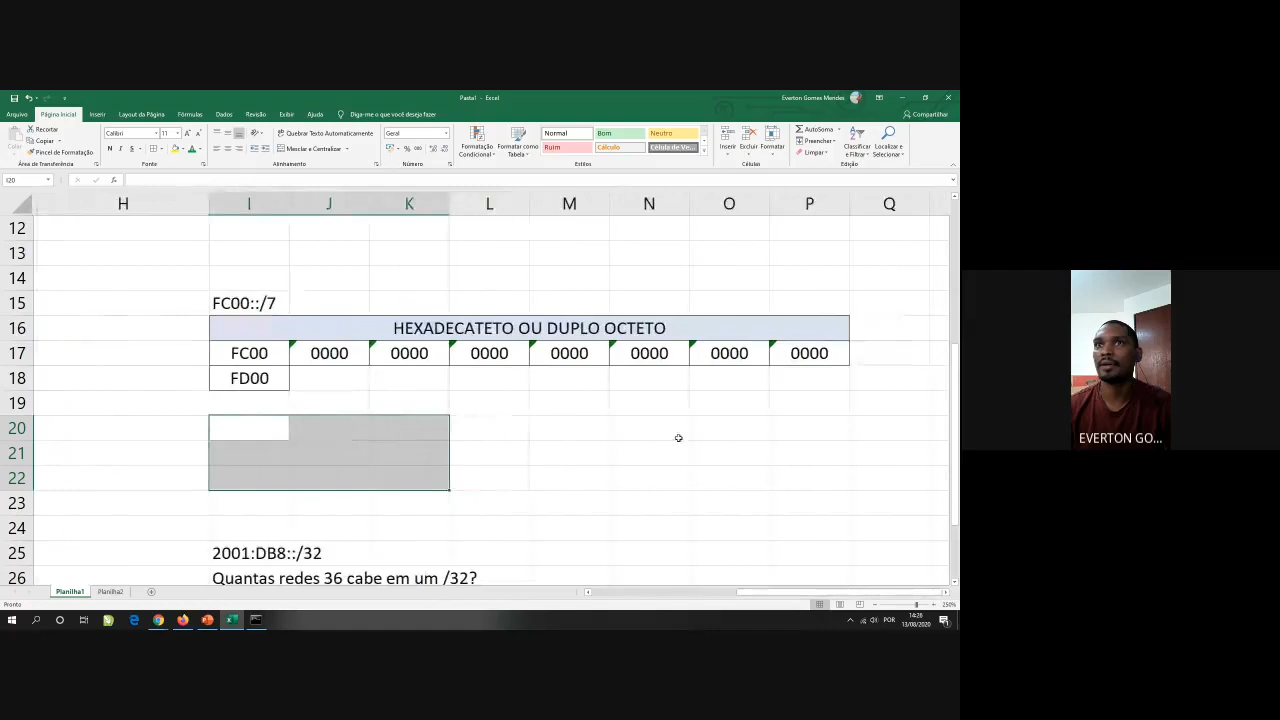 Pasta1 - Excel
Everton Gomes Mendes
Arquivo Página Inicial Inserir Layout da Página Fórmulas Dados Revisão Exibir Ajuda Diga-me o que você deseja fazer Compartilhar
Recortar
Copiar
Pincel de Formatação
Colar
Área de Transferência
Calibri 11
N I S
Fonte
Quebrar Texto Automaticamente
Mesclar e Centralizar
Alinhamento
Geral
% 000
Número
Formatação Condicional
Formatar como Tabela
Normal Bom Neutro
Ruim Cálculo Célula de Ve...
Estilos
Inserir Excluir Formatar
Células
AutoSoma
Preencher
Limpar
Classificar e Filtrar
Localizar e Selecionar
Edição
I20
H I J K L M N O P Q
12
13
14
15 FC00::/7
16 HEXADECATETO OU DUPLO OCTETO
17 FC00 0000 0000 0000 0000 0000 0000 0000
18 FD00
19
20
21
22
23
24
25 2001:DB8::/32
26 Quantas redes 36 cabe em um /32?
Planilha1 Planilha2
Pronto
250%
POR
14:26
13/08/2020
EVERTON GO...